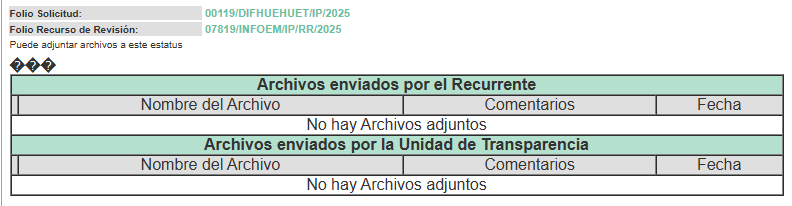 Folio Solicitud: 00119/DIFHUEHUET/IP/2025
Folio Recurso de Revisión: 07819/INFOEM/IP/RR/2025
Puede adjuntar archivos a este estatus
���
Archivos enviados por el Recurrente
Nombre del Archivo Comentarios Fecha
No hay Archivos adjuntos
Archivos enviados por la Unidad de Transparencia
Nombre del Archivo Comentarios Fecha
No hay Archivos adjuntos